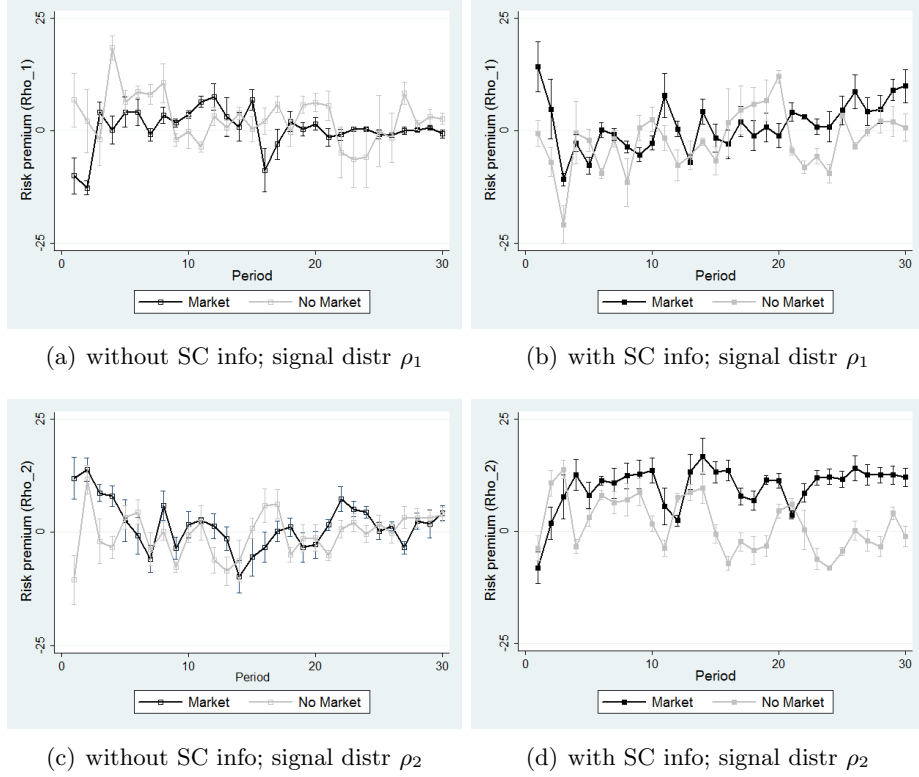 25
0
-25
Risk premium (Rho_1)
0
10
20
30
Period
Market
No Market
(a) without SC info; signal distr ρ₁
25
0
-25
Risk premium (Rho_1)
0
10
20
30
Period
Market
No Market
(b) with SC info; signal distr ρ₁
25
0
-25
Risk premium (Rho_2)
0
10
20
30
Period
Market
No Market
(c) without SC info; signal distr ρ₂
25
0
-25
Risk premium (Rho_2)
0
10
20
30
Period
Market
No Market
(d) with SC info; signal distr ρ₂